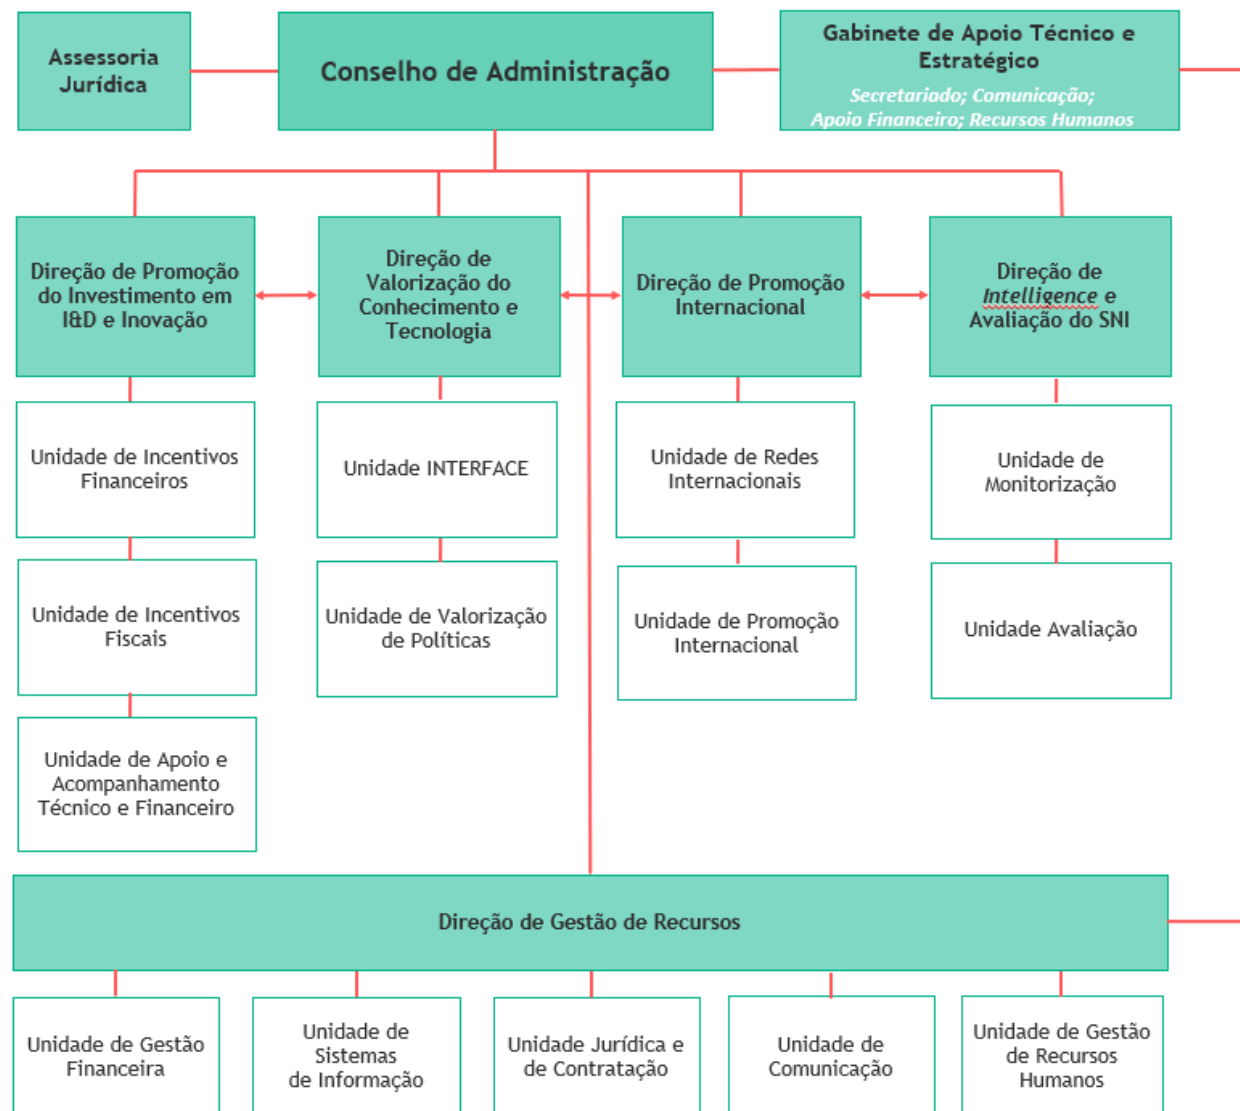 Assessoria
Jurídica
Conselho de Administração
Gabinete de Apoio Técnico e
Estratégico
Secretariado; Comunicação;
Apoio Financeiro; Recursos Humanos
Direção de Promoção
do Investimento em
I&D e Inovação
Direção de
Valorização do
Conhecimento e
Tecnologia
Direção de Promoção
Internacional
Direção de
Intelligence e
Avaliação do SNI
Unidade de Incentivos
Financeiros
Unidade INTERFACE
Unidade de Redes
Internacionais
Unidade de
Monitorização
Unidade de Incentivos
Fiscais
Unidade de Valorização
de Políticas
Unidade de Promoção
Internacional
Unidade Avaliação
Unidade de Apoio e
Acompanhamento
Técnico e Financeiro
Direção de Gestão de Recursos
Unidade de Gestão
Financeira
Unidade de
Sistemas
de Informação
Unidade Jurídica e
de Contratação
Unidade de
Comunicação
Unidade de Gestão
de Recursos
Humanos